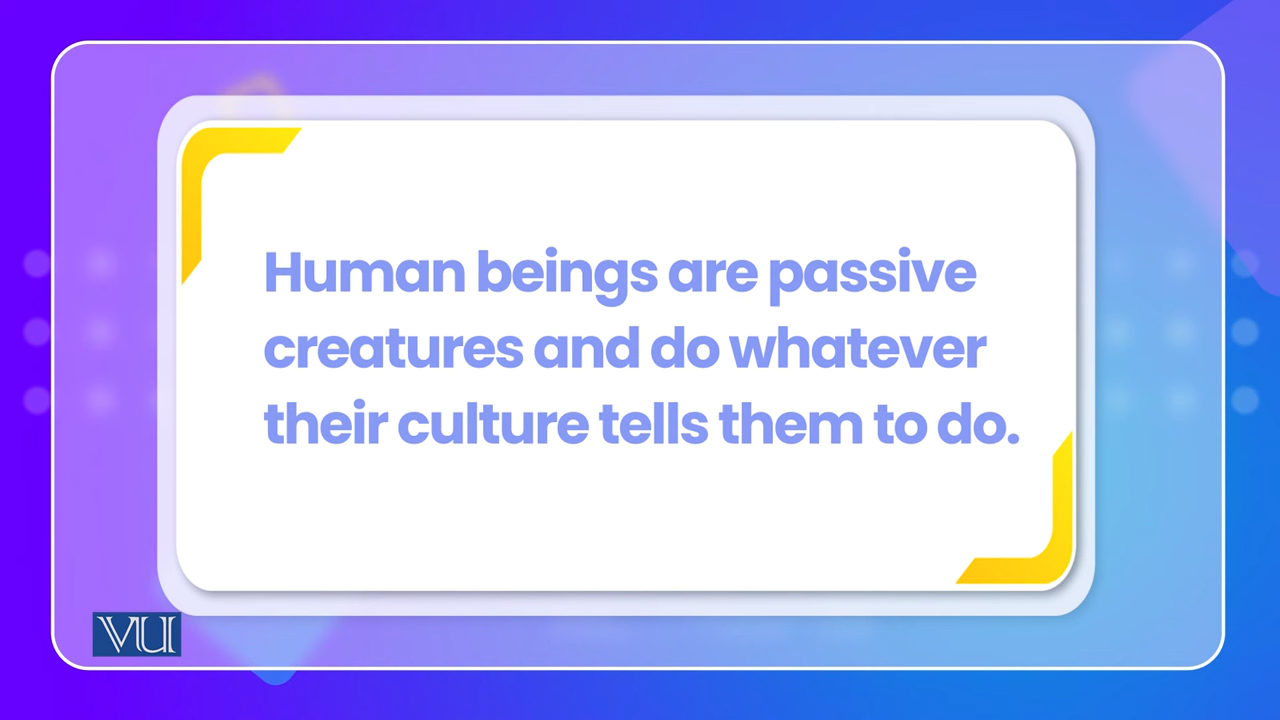 Human beings are passive
creatures and do whatever
their culture tells them to do.
VU